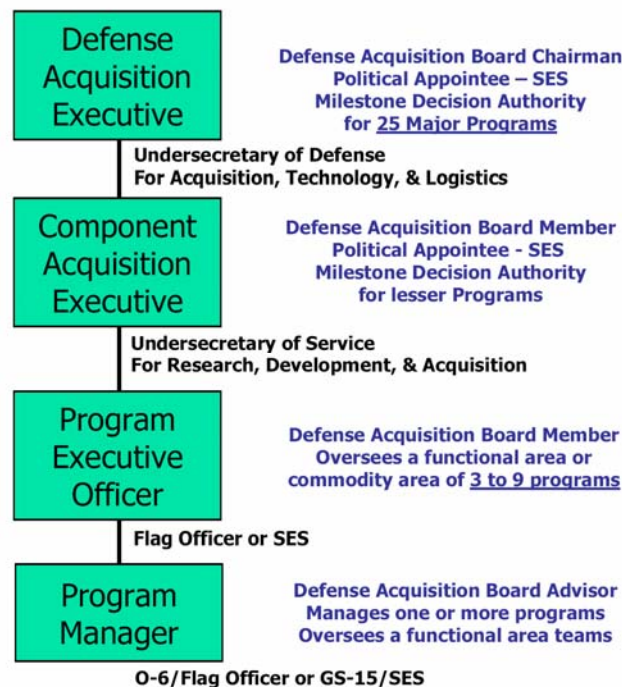 Defense
Acquisition
Executive
Defense Acquisition Board Chairman
Political Appointee – SES
Milestone Decision Authority
for 25 Major Programs
Undersecretary of Defense
For Acquisition, Technology, & Logistics
Component
Acquisition
Executive
Defense Acquisition Board Member
Political Appointee - SES
Milestone Decision Authority
for lesser Programs
Undersecretary of Service
For Research, Development, & Acquisition
Program
Executive
Officer
Defense Acquisition Board Member
Oversees a functional area or
commodity area of 3 to 9 programs
Flag Officer or SES
Program
Manager
Defense Acquisition Board Advisor
Manages one or more programs
Oversees a functional area teams
O-6/Flag Officer or GS-15/SES